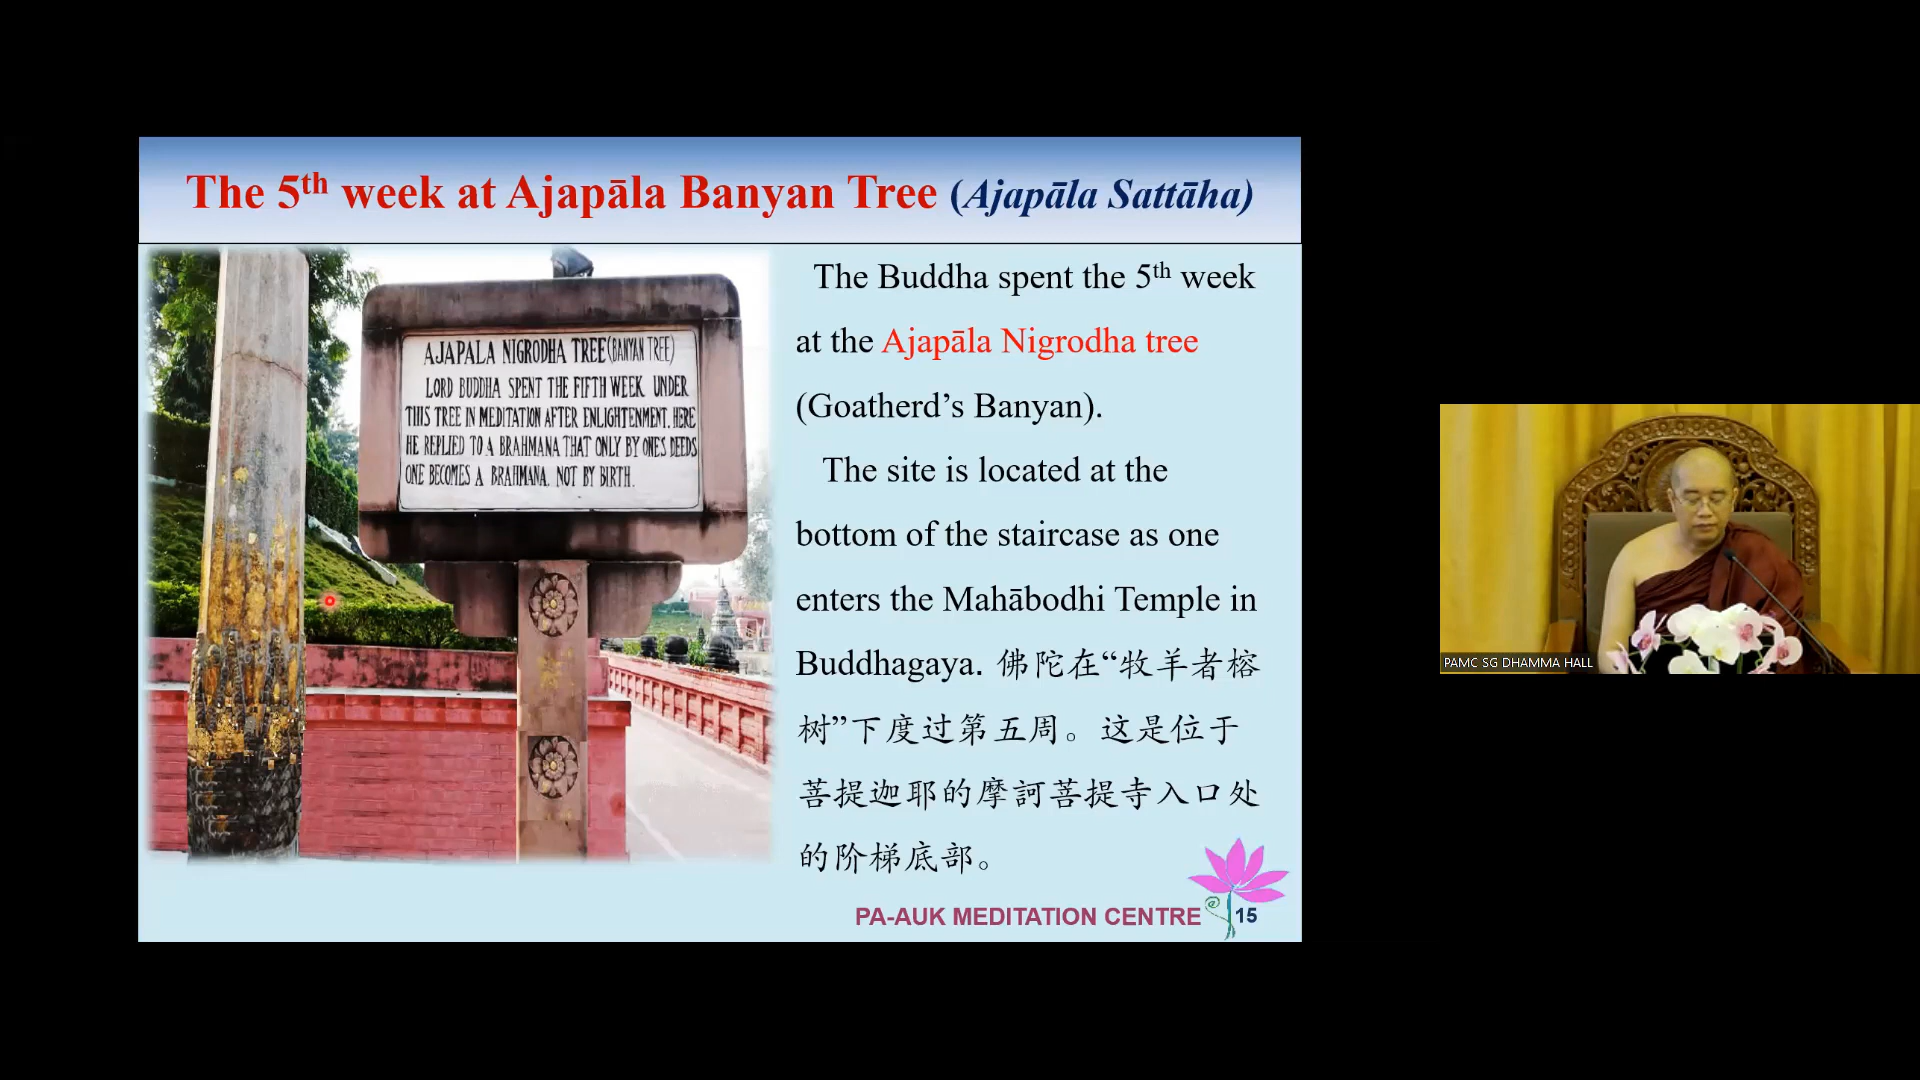 The 5th week at Ajapāla Banyan Tree (Ajapāla Sattāha)
AJAPALA NIGRODHA TREE (BANYAN TREE)
LORD BUDDHA SPENT THE FIFTH WEEK UNDER
THIS TREE IN MEDITATION AFTER ENLIGHTENMENT. HERE
HE REPLIED TO A BRAHMANA THAT ONLY BY ONES DEEDS
ONE BECOMES A BRAHMANA. NOT BY BIRTH.
The Buddha spent the 5th week
at the Ajapāla Nigrodha tree
(Goatherd’s Banyan).
The site is located at the
bottom of the staircase as one
enters the Mahābodhi Temple in
Buddhagaya. 佛陀在“牧羊者榕
树”下度过第五周。这是位于
菩提迦耶的摩诃菩提寺入口处
的阶梯底部。
PA-AUK MEDITATION CENTRE 15
PAMC SG DHAMMA HALL